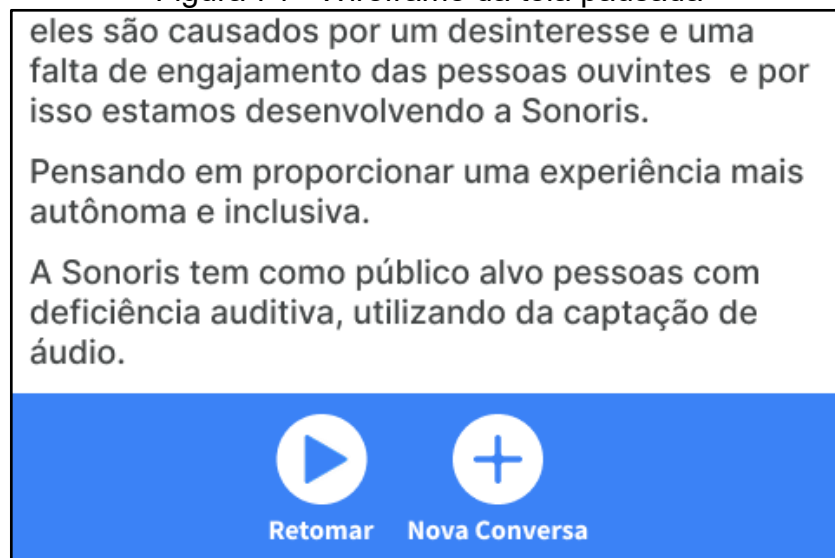 eles são causados por um desinteresse e uma
falta de engajamento das pessoas ouvintes  e por
isso estamos desenvolvendo a Sonoris.
Pensando em proporcionar uma experiência mais
autônoma e inclusiva.
A Sonoris tem como público alvo pessoas com
deficiência auditiva, utilizando da captação de
áudio.
Retomar Nova Conversa